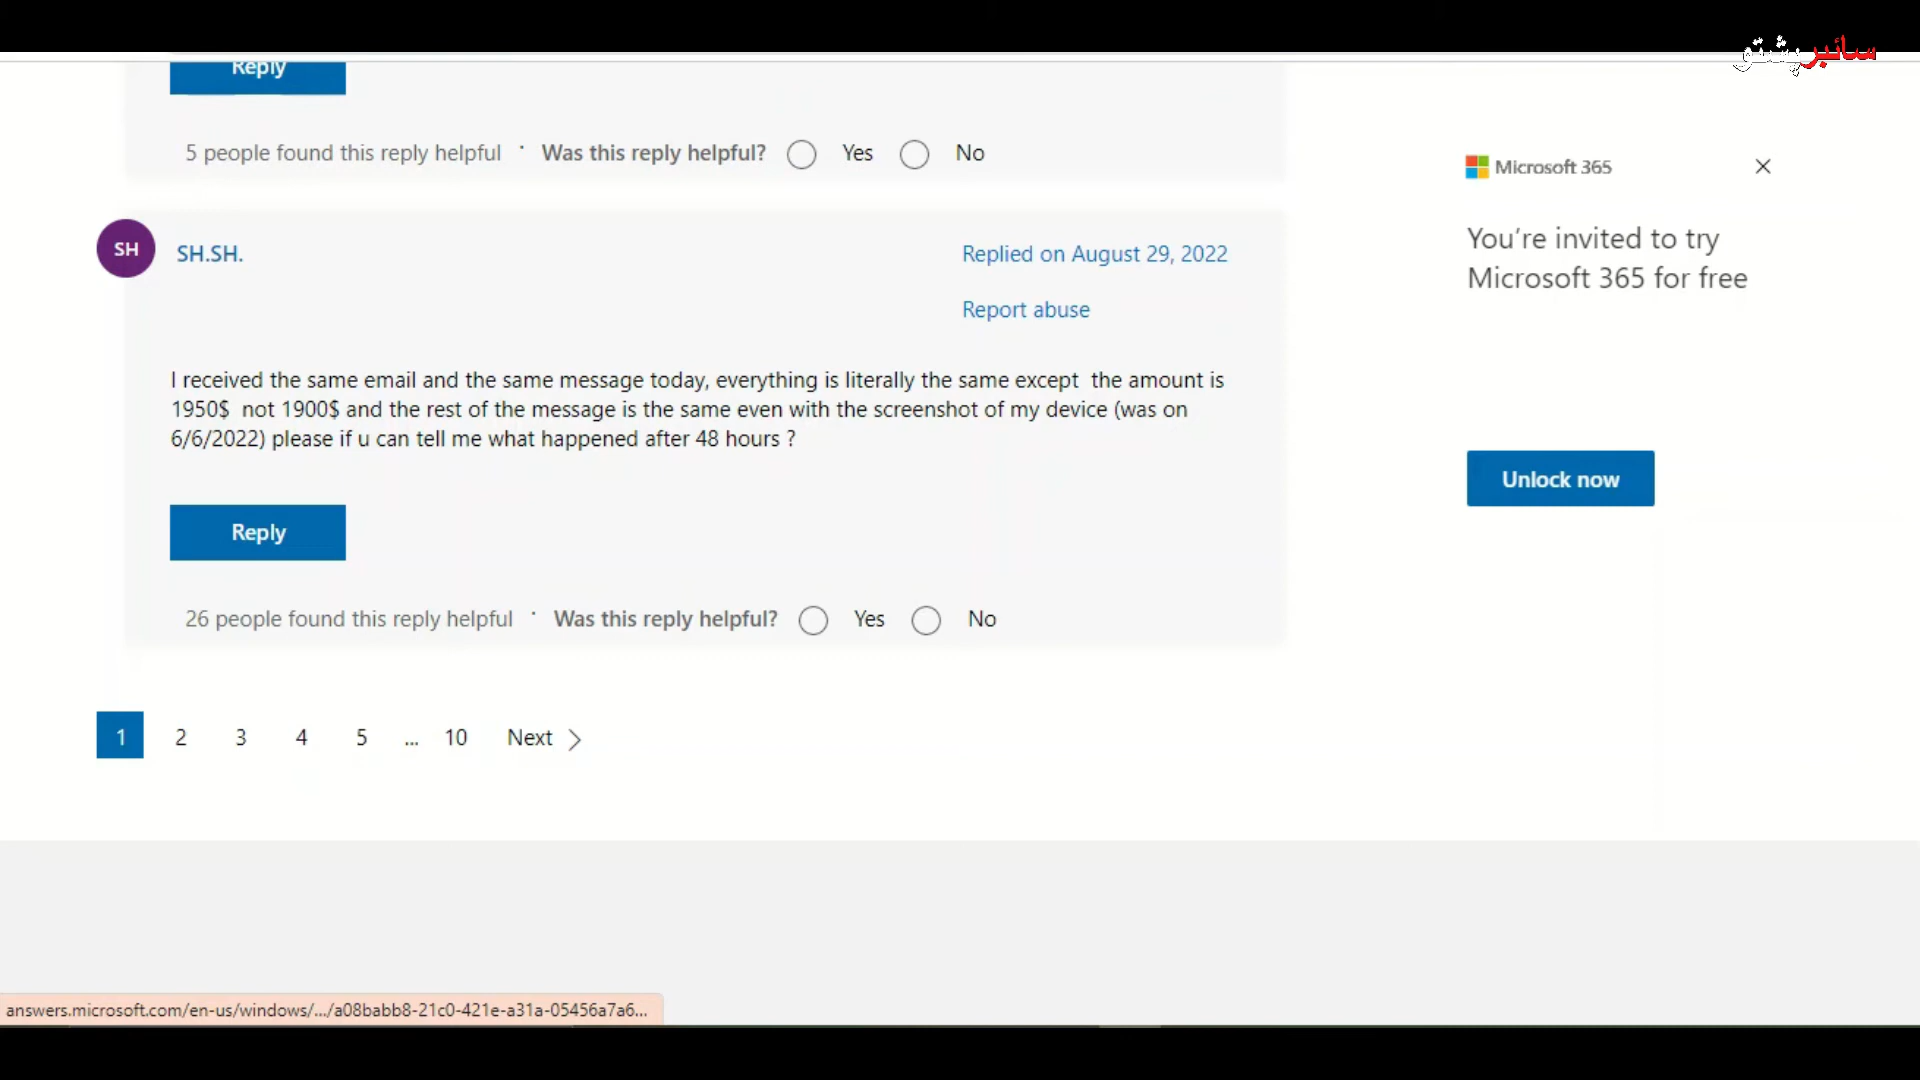 سائبر پشتو
Reply
5 people found this reply helpful · Was this reply helpful? Yes No
Microsoft 365
You’re invited to try
Microsoft 365 for free
Unlock now
SH
SH.SH.
Replied on August 29, 2022
Report abuse
I received the same email and the same message today, everything is literally the same except the amount is
1950$ not 1900$ and the rest of the message is the same even with the screenshot of my device (was on
6/6/2022) please if u can tell me what happened after 48 hours ?
Reply
26 people found this reply helpful · Was this reply helpful? Yes No
1 2 3 4 5 ... 10 Next
answers.microsoft.com/en-us/windows/.../a08babb8-21c0-421e-a31a-05456a7a6...